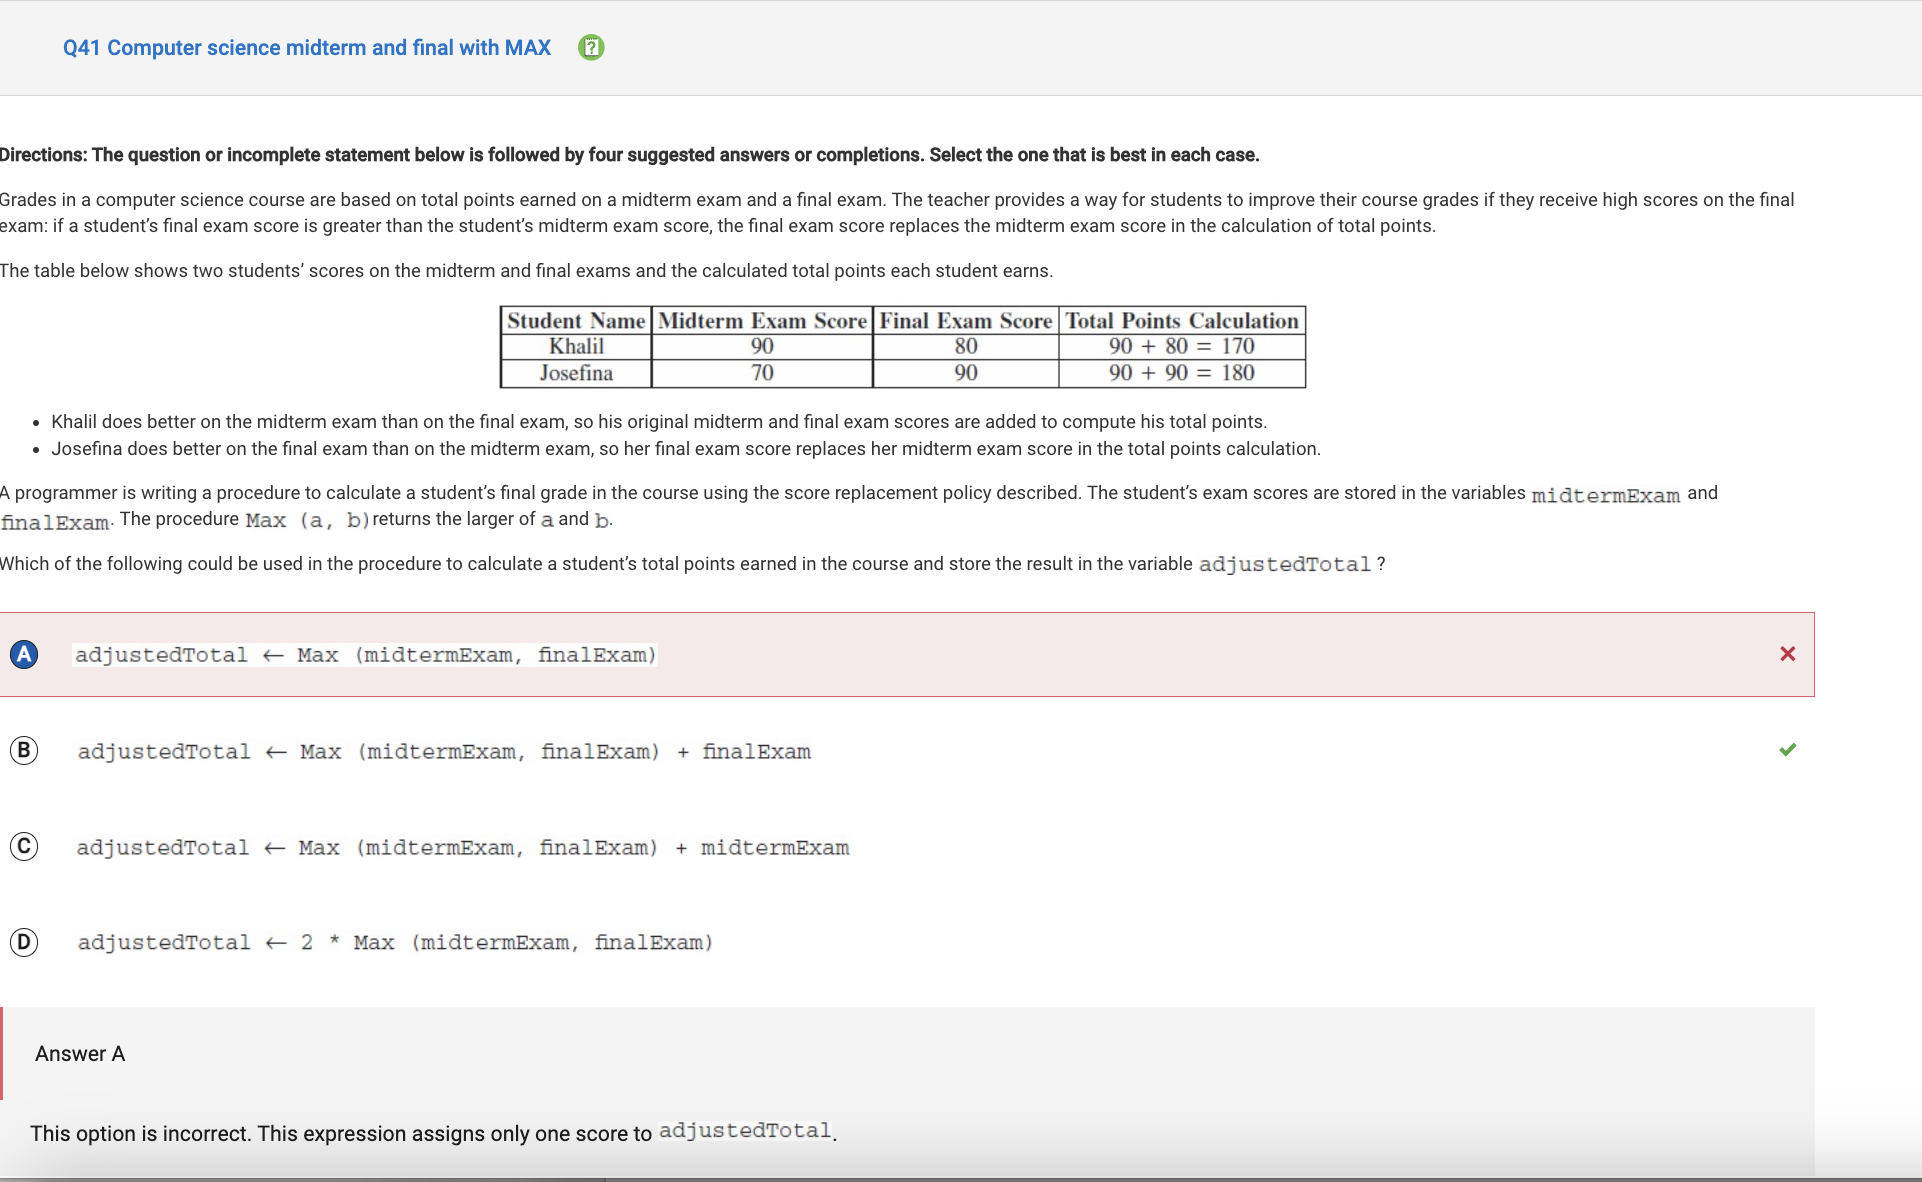 Q41 Computer science midterm and final with MAX
Directions: The question or incomplete statement below is followed by four suggested answers or completions. Select the one that is best in each case.
Grades in a computer science course are based on total points earned on a midterm exam and a final exam. The teacher provides a way for students to improve their course grades if they receive high scores on the final
exam: if a student's final exam score is greater than the student's midterm exam score, the final exam score replaces the midterm exam score in the calculation of total points.
The table below shows two students' scores on the midterm and final exams and the calculated total points each student earns.
Student Name Midterm Exam Score Final Exam Score Total Points Calculation
Khalil 90 80 90 + 80 = 170
Josefina 70 90 90 + 90 = 180
• Khalil does better on the midterm exam than on the final exam, so his original midterm and final exam scores are added to compute his total points.
• Josefina does better on the final exam than on the midterm exam, so her final exam score replaces her midterm exam score in the total points calculation.
A programmer is writing a procedure to calculate a student's final grade in the course using the score replacement policy described. The student's exam scores are stored in the variables midtermExam and
finalExam. The procedure Max (a, b) returns the larger of a and b.
Which of the following could be used in the procedure to calculate a student's total points earned in the course and store the result in the variable adjustedTotal ?
A adjustedTotal ← Max (midtermExam, finalExam)
B adjustedTotal ← Max (midtermExam, finalExam) + finalExam
C adjustedTotal ← Max (midtermExam, finalExam) + midtermExam
D adjustedTotal ← 2 * Max (midtermExam, finalExam)
Answer A
This option is incorrect. This expression assigns only one score to adjustedTotal.